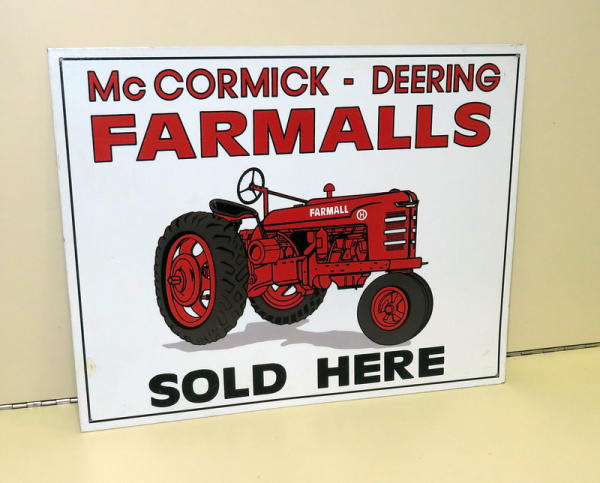 McCORMICK - DEERING
FARMALLS
FARMALL H
SOLD HERE